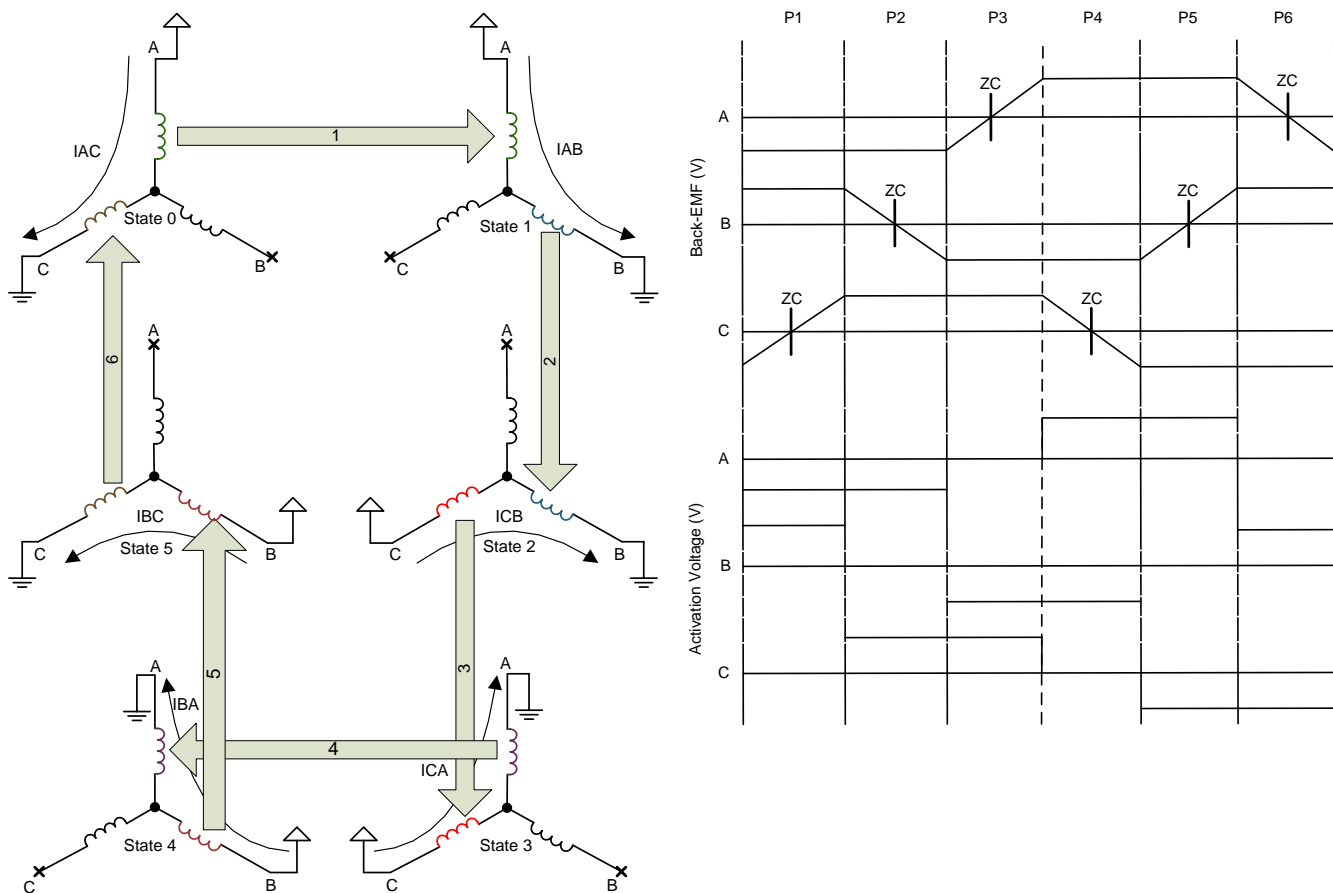 P1 P2 P3 P4 P5 P6
A
A
IAC
1
IAB
State 0
State 1
C
B
C
B
A
A
6
2
IBC
State 5
ICB
State 2
C
B
C
B
A
A
IBA
5
3
4
ICA
State 4
State 3
C
B
C
B
Back-EMF (V)
A
ZC
ZC
B
ZC
ZC
C
ZC
ZC
Activation Voltage (V)
A
B
C